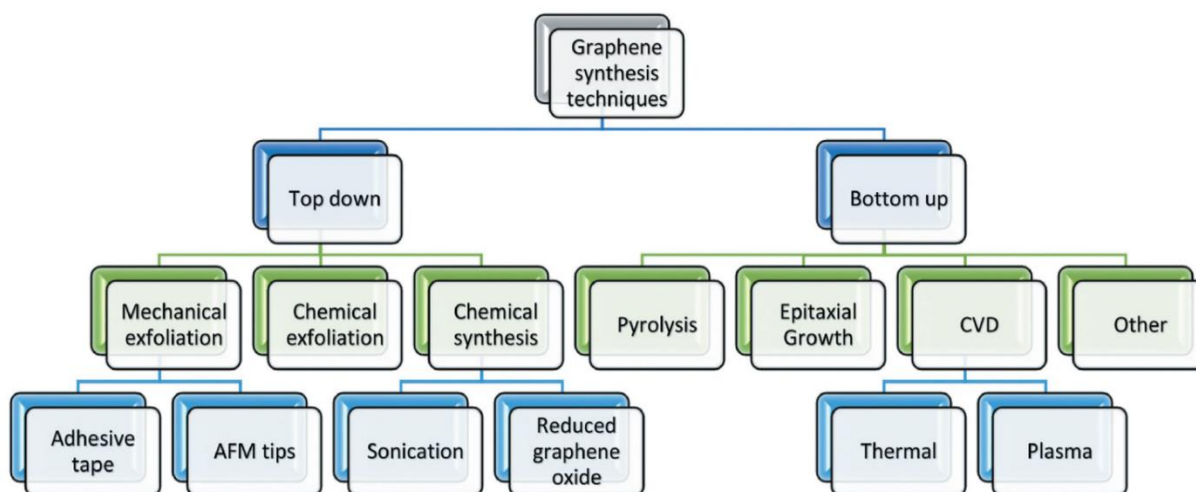 Graphene
synthesis
techniques
Top down
Bottom up
Mechanical
exfoliation
Chemical
exfoliation
Chemical
synthesis
Pyrolysis
Epitaxial
Growth
CVD
Other
Adhesive
tape
AFM tips
Sonication
Reduced
graphene
oxide
Thermal
Plasma